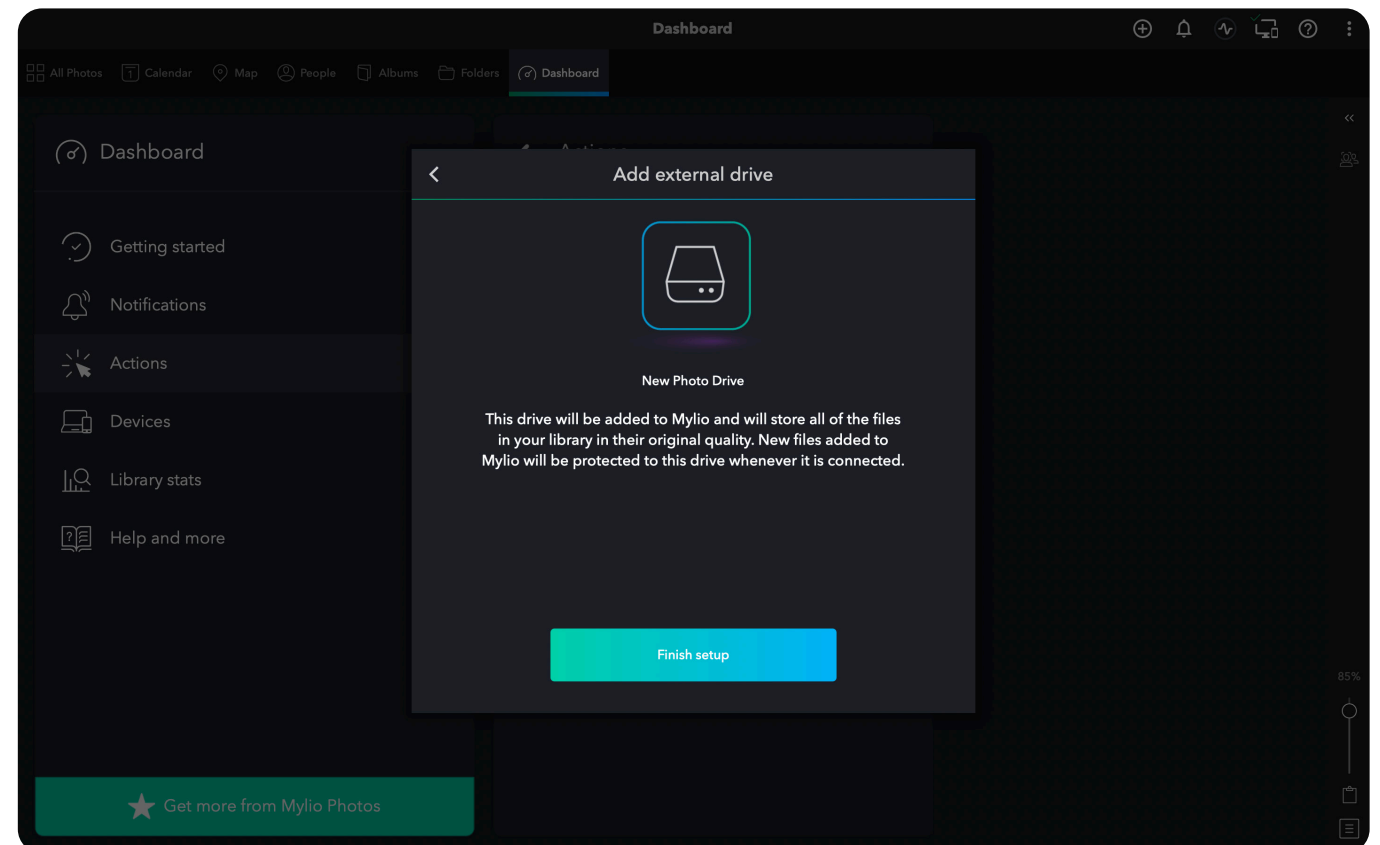 Dashboard
All Photos
1
Calendar
Map
People
Albums
Folders
Dashboard
Dashboard
Actions
Add external drive
Getting started
Notifications
Actions
Devices
Library stats
Help and more
New Photo Drive
This drive will be added to Mylio and will store all of the files
in your library in their original quality. New files added to
Mylio will be protected to this drive whenever it is connected.
Finish setup
85%
Get more from Mylio Photos